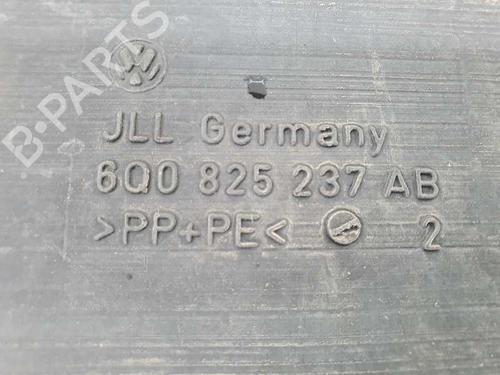 B-PARTS
JLL Germany
6Q0 825 237 AB
>PP+PE< 2